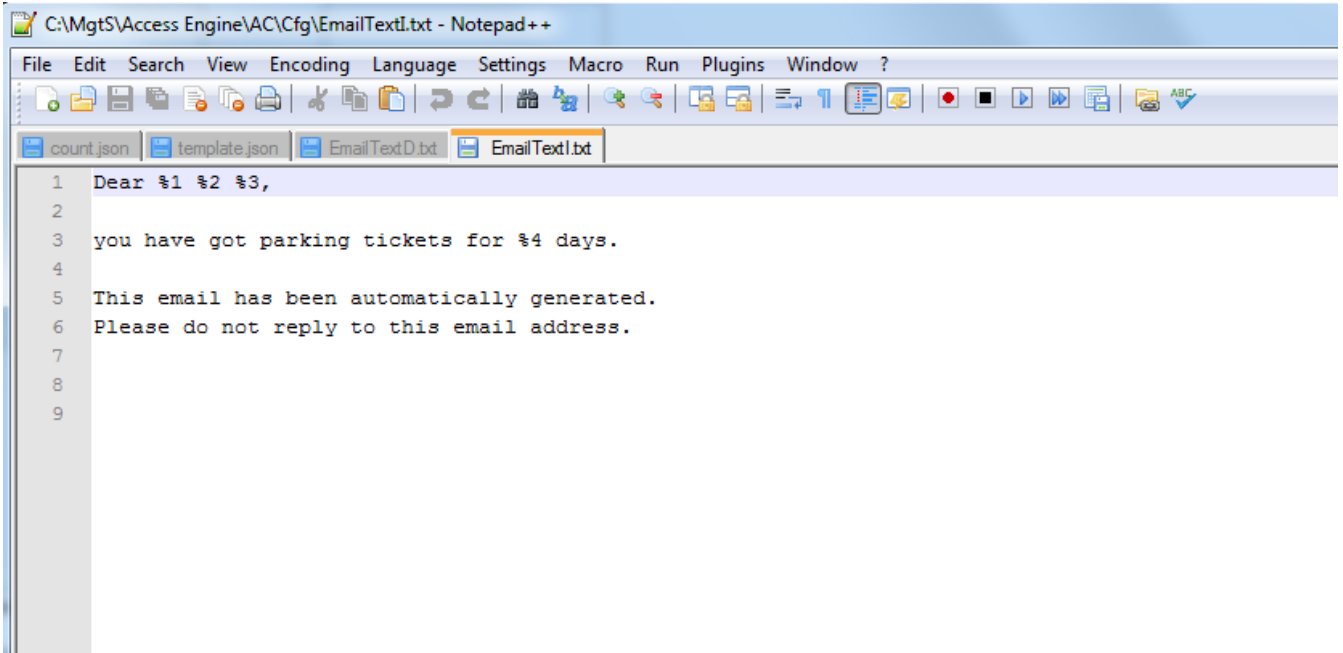 C:\MgtS\Access Engine\AC\Cfg\EmailTextI.txt - Notepad++
File Edit Search View Encoding Language Settings Macro Run Plugins Window ?
ABC
count.json template.json EmailTextD.txt EmailTextI.txt
1 Dear %1 %2 %3,
2
3 you have got parking tickets for %4 days.
4
5 This email has been automatically generated.
6 Please do not reply to this email address.
7
8
9